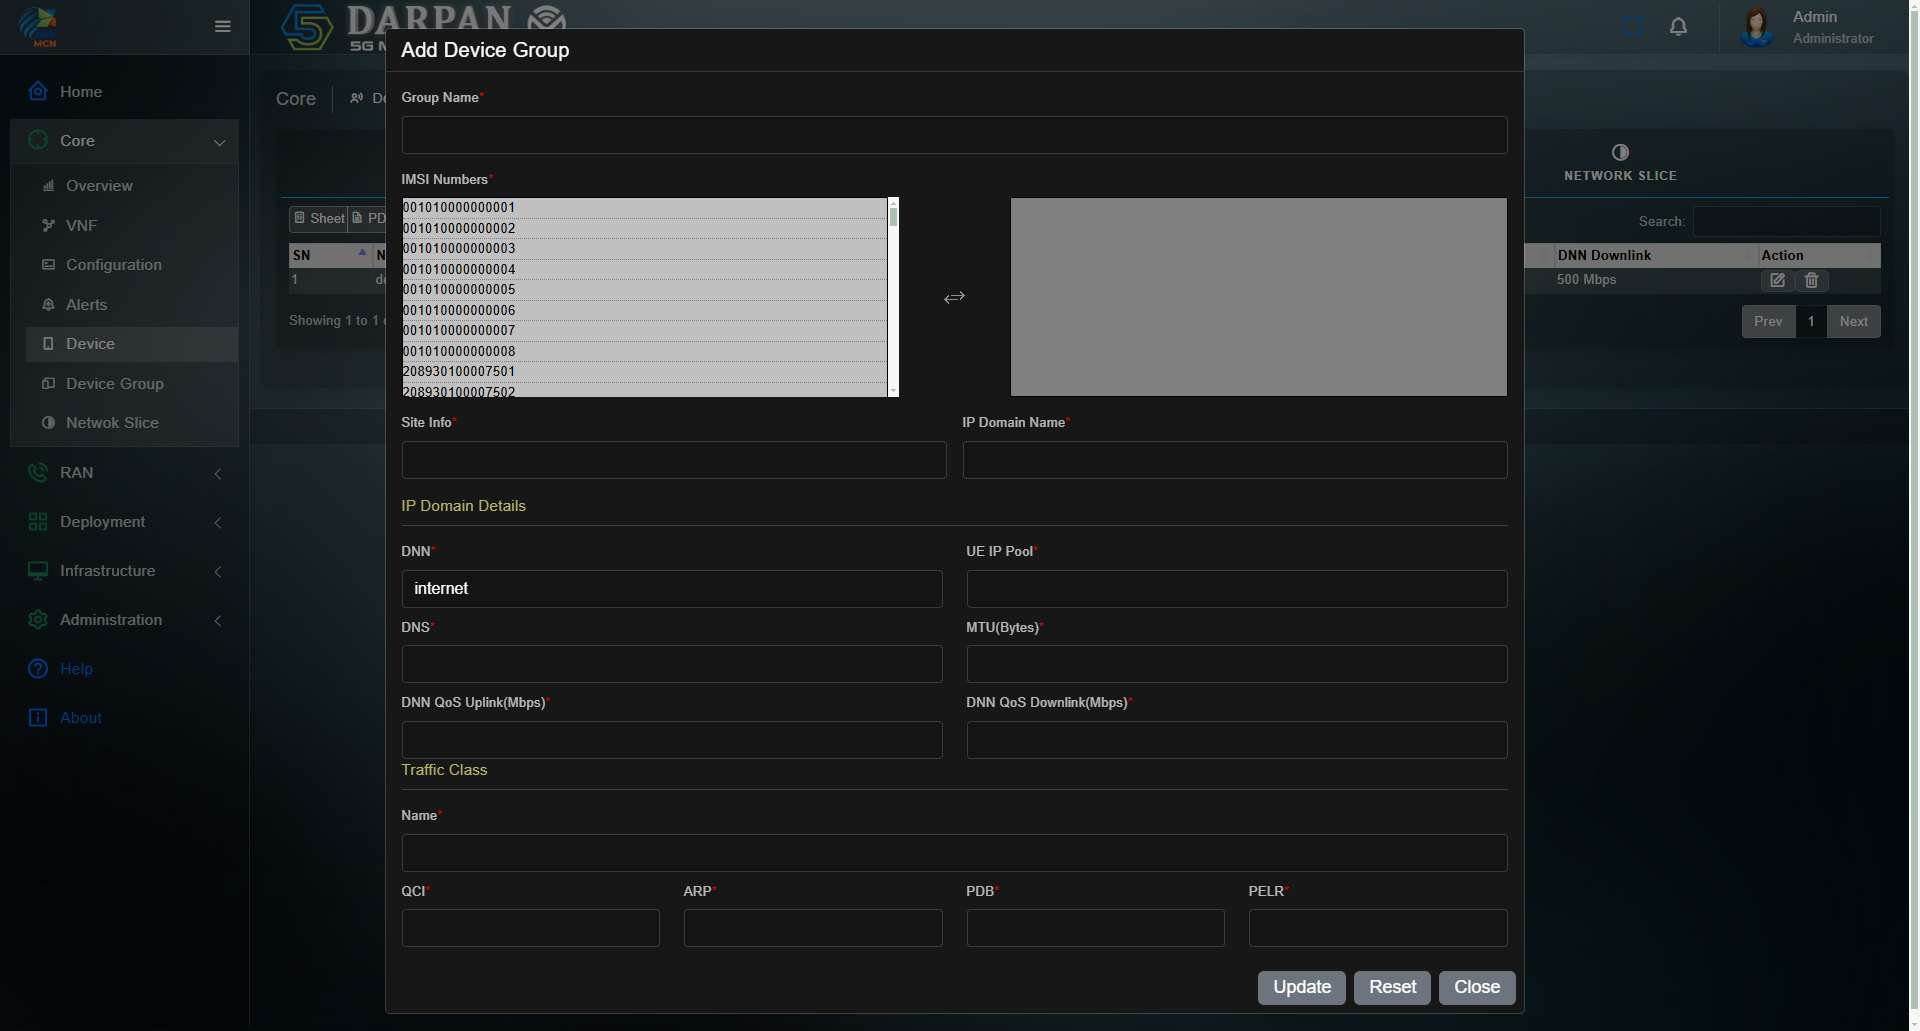 MCN
DARPAN
5G
Admin
Administrator
Home
Core
Overview
VNF
Configuration
Alerts
Device
Device Group
Netwok Slice
RAN
Deployment
Infrastructure
Administration
Help
About
Core
Sheet
SN
1
Showing 1 to 1
Add Device Group
Group Name*
IMSI Numbers*
001010000000001
001010000000002
001010000000003
001010000000004
001010000000005
001010000000006
001010000000007
001010000000008
208930100007501
208930100007502
Site Info* IP Domain Name*
IP Domain Details
DNN* UE IP Pool*
internet
DNS* MTU(Bytes)*
DNN QoS Uplink(Mbps)* DNN QoS Downlink(Mbps)*
Traffic Class
Name*
QCI* ARP* PDB* PELR*
Update Reset Close
NETWORK SLICE
Search:
DNN Downlink Action
500 Mbps
Prev 1 Next